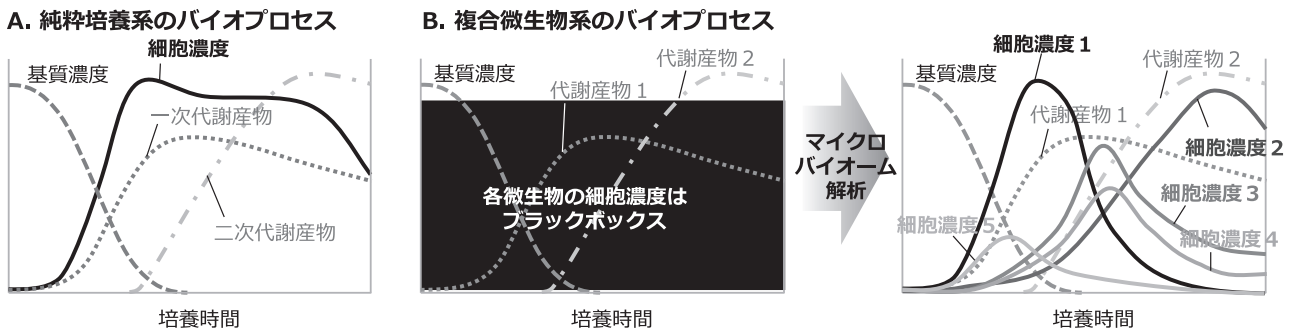 A. 純粋培養系のバイオプロセス
細胞濃度
基質濃度
一次代謝産物
二次代謝産物
培養時間
B. 複合微生物系のバイオプロセス
代謝産物 2
基質濃度
代謝産物 1
各微生物の細胞濃度は
ブラックボックス
培養時間
マイクロ
バイオーム
解析
細胞濃度 1
代謝産物 2
基質濃度
代謝産物 1
細胞濃度 2
細胞濃度 3
細胞濃度 5
細胞濃度 4
培養時間